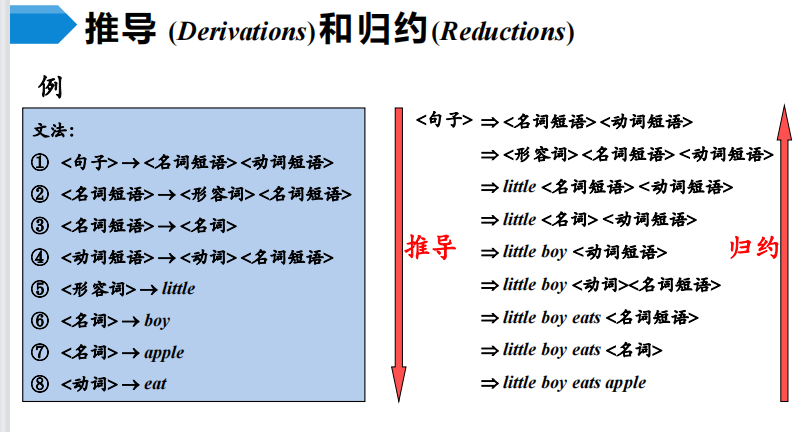 推导 (Derivations)和归约(Reductions)
例
文法:
① <句子>→<名词短语><动词短语>
② <名词短语>→<形容词><名词短语>
③ <名词短语>→<名词>
④ <动词短语>→<动词><名词短语>
⑤ <形容词>→little
⑥ <名词>→boy
⑦ <名词>→apple
⑧ <动词>→eat
推导
<句子> ⇒<名词短语><动词短语>
⇒<形容词><名词短语><动词短语>
⇒little <名词短语><动词短语>
⇒little <名词><动词短语>
⇒little boy <动词短语>
⇒little boy <动词><名词短语>
⇒little boy eats <名词短语>
⇒little boy eats <名词>
⇒little boy eats apple
归约